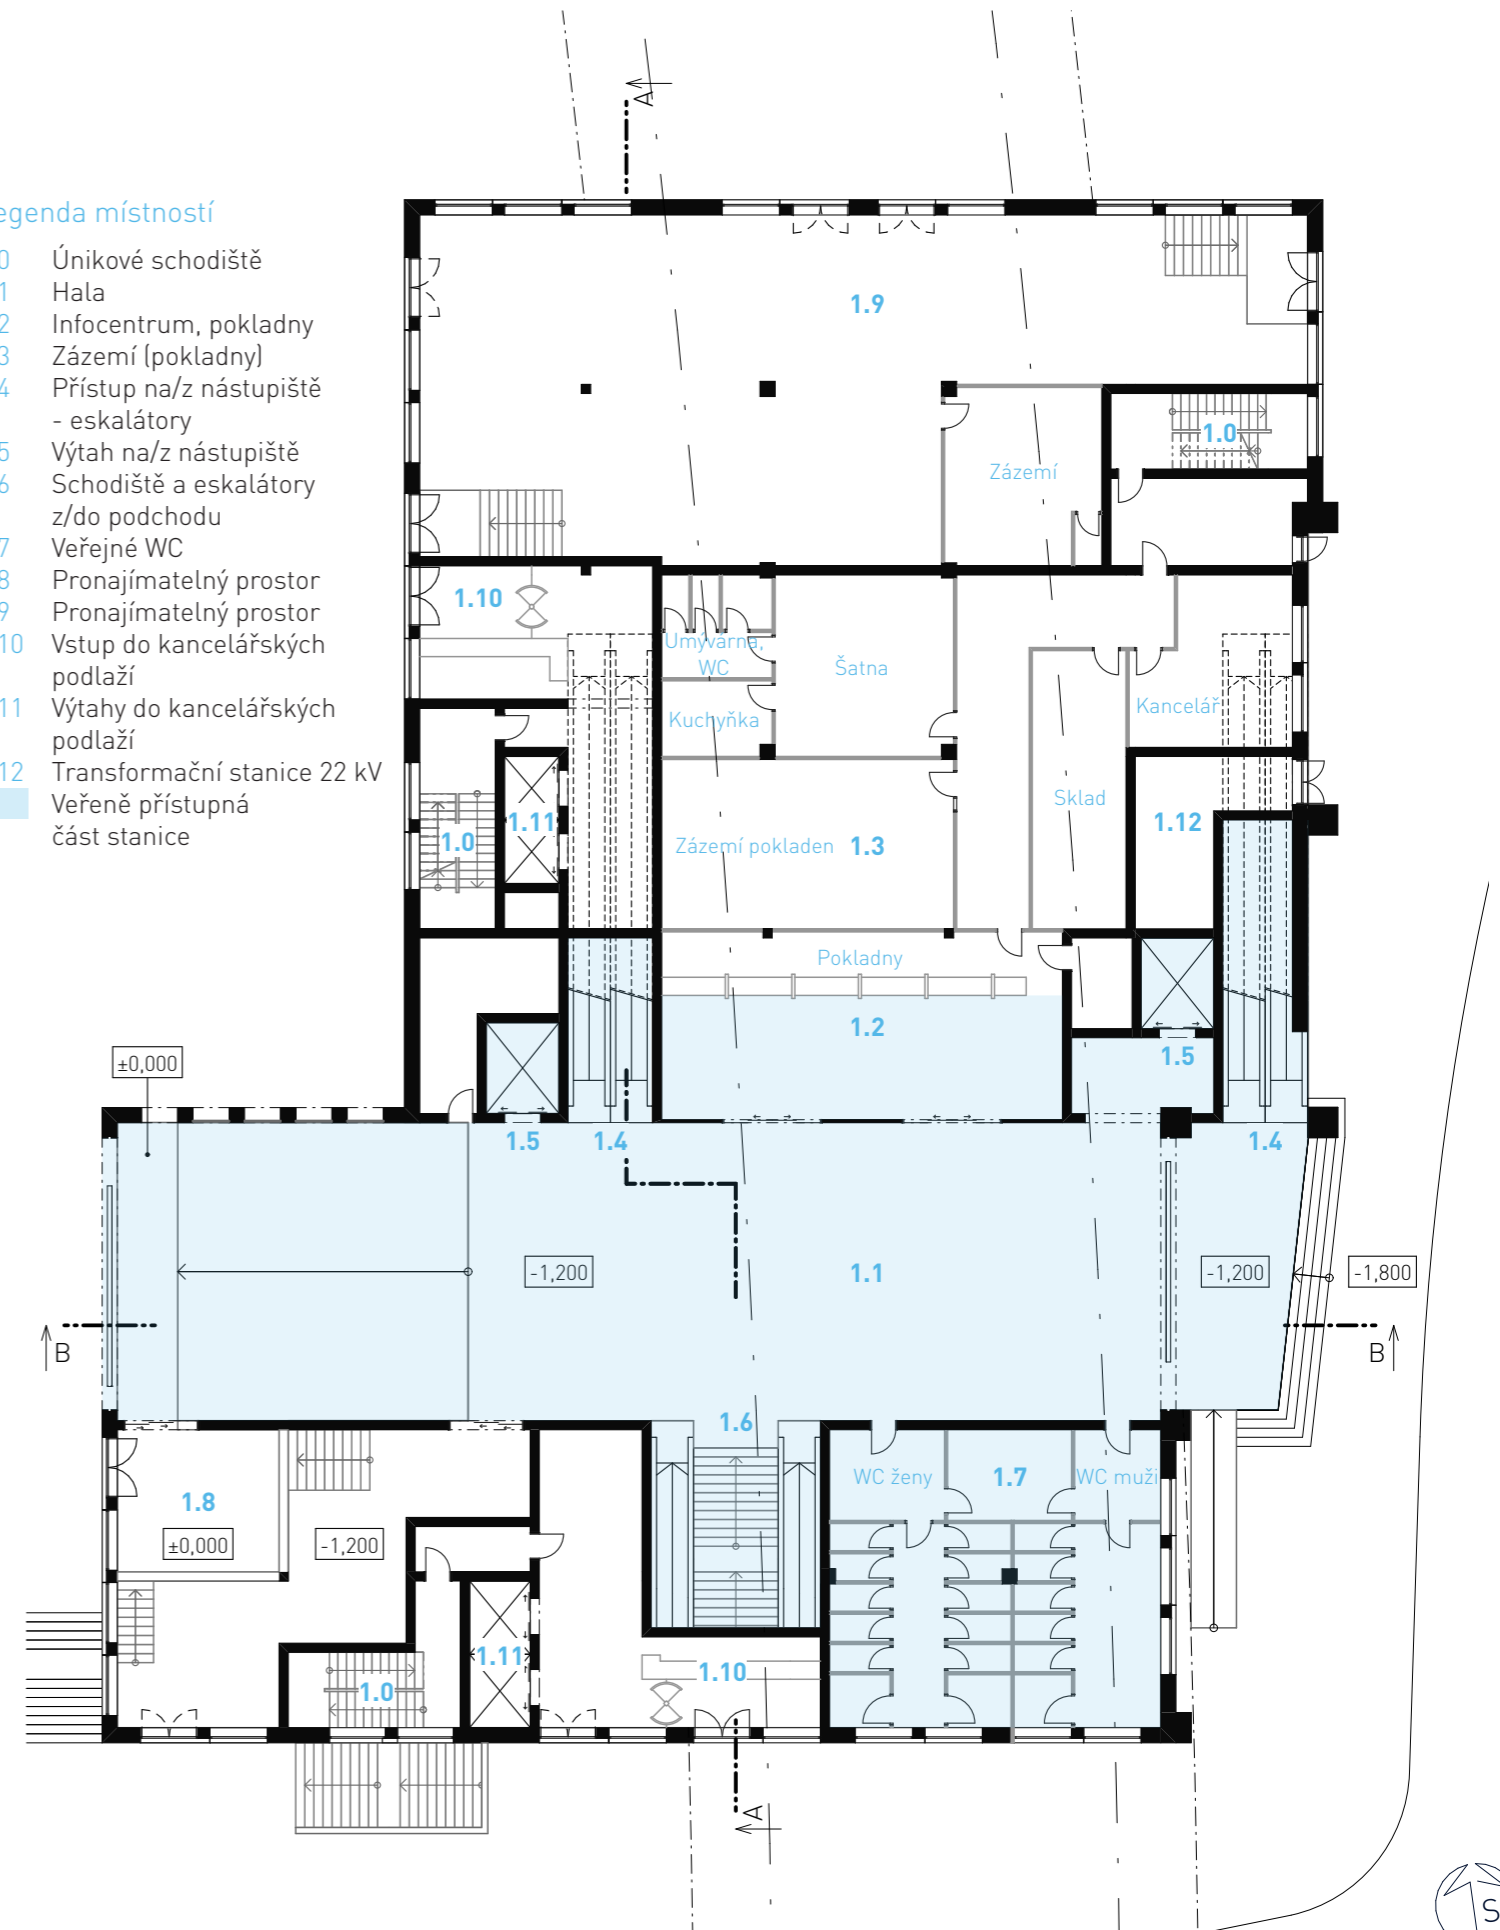 egenda místností
0 Únikové schodiště
1 Hala
2 Infocentrum, pokladny
3 Zázemí (pokladny)
4 Přístup na/z nástupiště
- eskalátory
5 Výtah na/z nástupiště
6 Schodiště a eskalátory
z/do podchodu
7 Veřejné WC
8 Pronajímatelný prostor
9 Pronajímatelný prostor
10 Vstup do kancelářských
podlaží
11 Výtahy do kancelářských
podlaží
12 Transformační stanice 22 kV
Veřeně přístupná
část stanice
A
1.9
1.0
Zázemí
1.10
Umývárna,
WC
Šatna
Kuchyňka
Kancelář
Sklad
1.11
1.0
Zázemí pokladen 1.3
1.12
Pokladny
1.2
1.5
±0,000
1.5
1.4
1.4
-1,200
1.1
-1,200
-1,800
B
B
1.6
WC ženy
1.7
WC muži
1.8
±0,000
-1,200
1.11
1.10
1.0
A
S